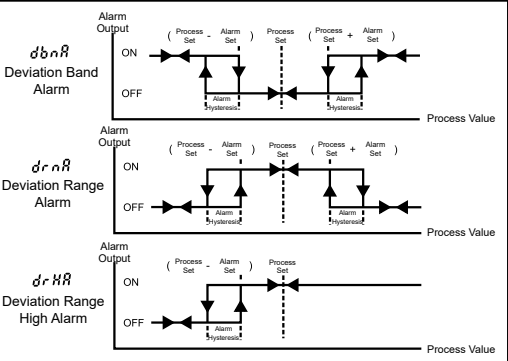 Alarm
Output
( Process Set - Alarm Set ) Process Set ( Process Set + Alarm Set )
dbnA
Deviation Band
Alarm
ON
OFF
Alarm
Hysteresis
Alarm
Hysteresis
Process Value
Alarm
Output
( Process Set - Alarm Set ) Process Set ( Process Set + Alarm Set )
drnA
Deviation Range
Alarm
ON
OFF
Alarm
Hysteresis
Alarm
Hysteresis
Process Value
Alarm
Output
( Process Set - Alarm Set ) Process Set
drHA
Deviation Range
High Alarm
ON
OFF
Alarm
Hysteresis
Process Value